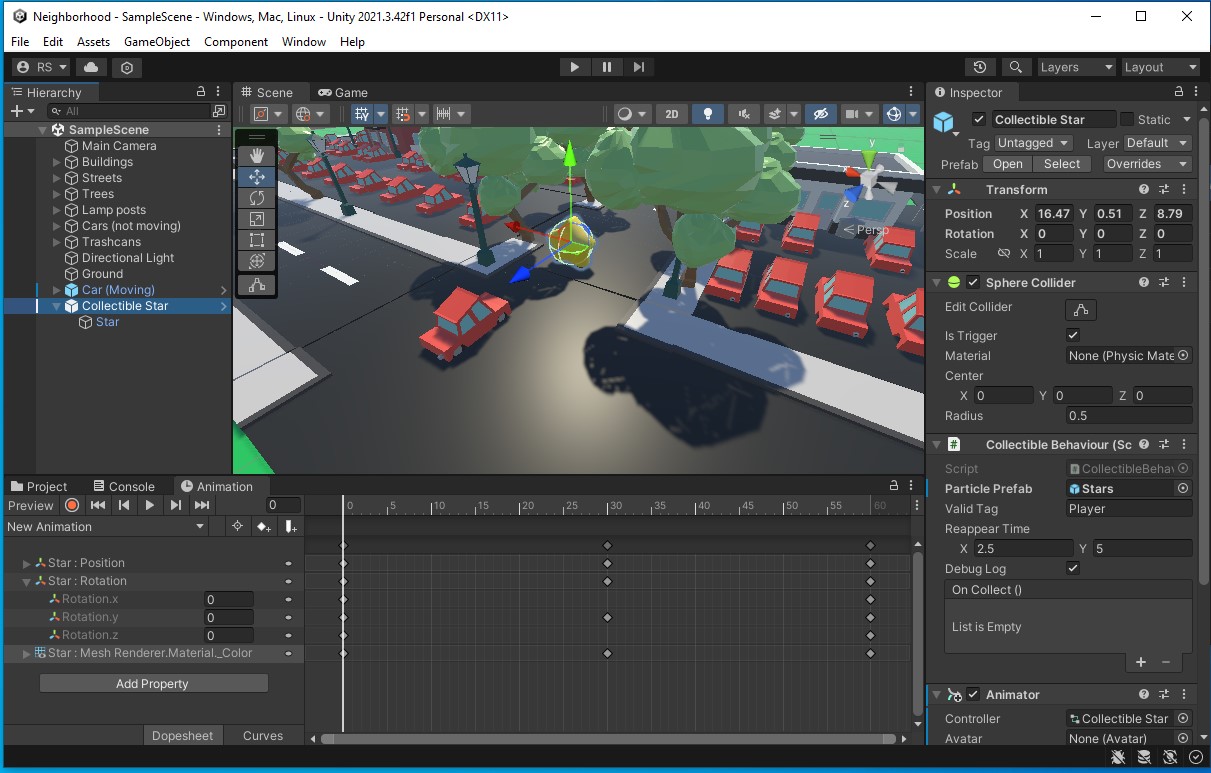 Neighborhood - SampleScene - Windows, Mac, Linux - Unity 2021.3.42f1 Personal <DX11>
File Edit Assets GameObject Component Window Help
RS Layers Layout
Hierarchy
All
SampleScene
Main Camera
Buildings
Streets
Trees
Lamp posts
Cars (not moving)
Trashcans
Directional Light
Ground
Car (Moving)
Collectible Star
Star
Scene Game
2D
y
z
Persp
Inspector
Collectible Star Static
Tag Untagged Layer Default
Prefab Open Select Overrides
Transform
Position X 16.47 Y 0.51 Z 8.79
Rotation X 0 Y 0 Z 0
Scale X 1 Y 1 Z 1
Sphere Collider
Edit Collider
Is Trigger
Material None (Physic Mate
Center
X 0 Y 0 Z 0
Radius 0.5
# Collectible Behaviour (Sc
Script # CollectibleBehav
Particle Prefab Stars
Valid Tag Player
Reappear Time
X 2.5 Y 5
Debug Log
On Collect ()
List is Empty
+ −
Animator
Controller Collectible Star
Avatar None (Avatar)
Project Console Animation
Preview 0 0 5 10 15 20 25 30 35 40 45 50 55 60
New Animation
Star : Position
Star : Rotation
Rotation.x 0
Rotation.y 0
Rotation.z 0
Star : Mesh Renderer.Material._Color
Add Property
Dopesheet Curves